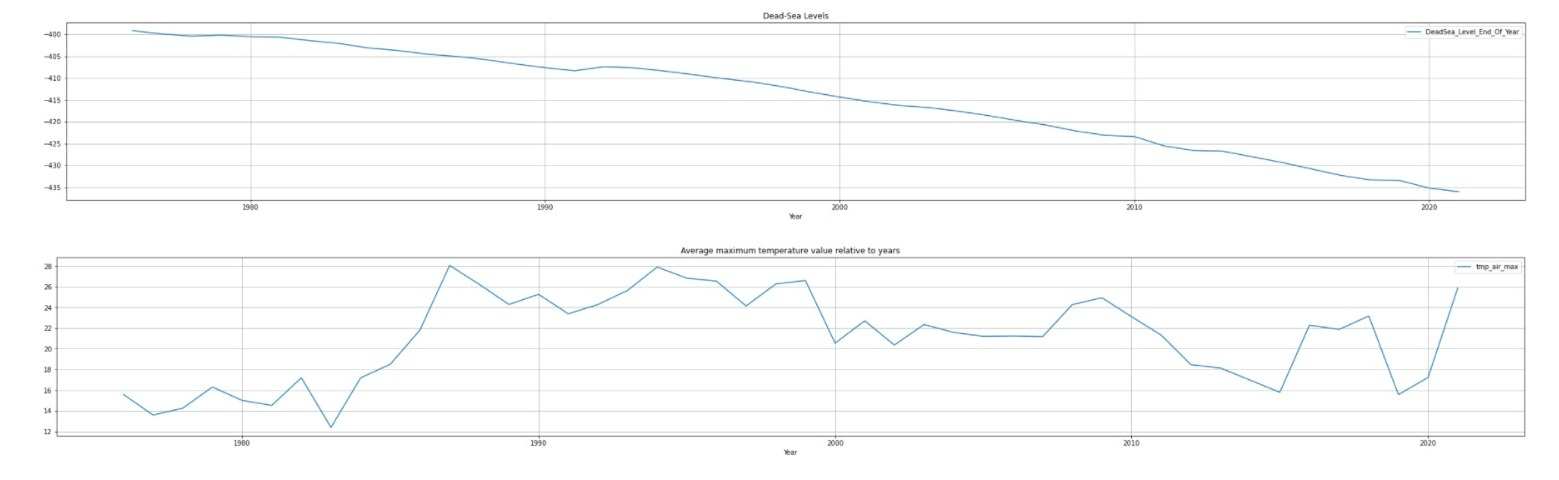 Dead-Sea Levels
DeadSea_Level_End_Of_Year
−400
−405
−410
−415
−420
−425
−430
−435
1980 1990 2000 2010 2020
Year
Average maximum temperature value relative to years
tmp_air_max
28
26
24
22
20
18
16
14
12
1980 1990 2000 2010 2020
Year